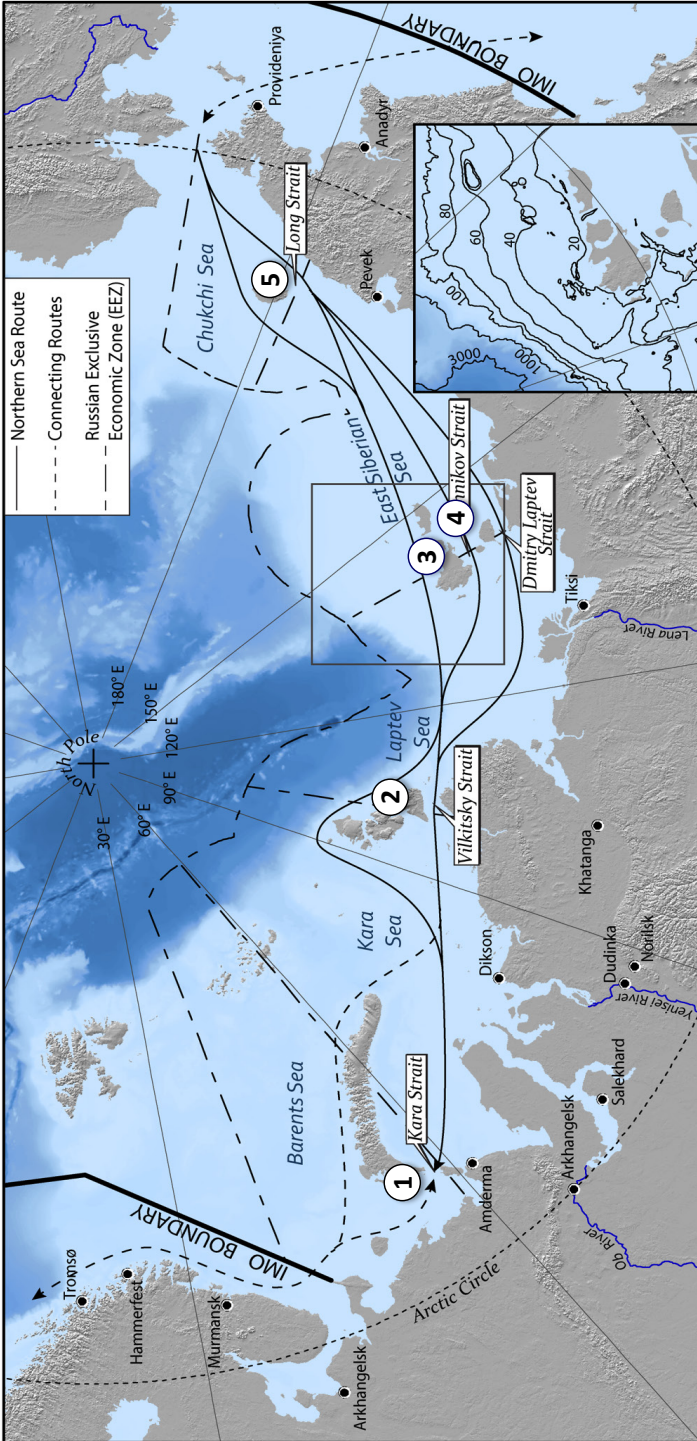 Northern Sea Route
Connecting Routes
Russian Exclusive
Economic Zone (EEZ)
North Pole
30° E
60° E
90° E
120° E
150° E
180° E
IMO BOUNDARY
IMO BOUNDARY
Tromsø
Hammerfest
Murmansk
Arkhangelsk
Arctic Circle
Barents Sea
Kara
Sea
Laptev
Sea
East Siberian
Sea
Chukchi Sea
1
2
3
4
5
Kara Strait
Vilkitsky Strait
nnikov Strait
Dmitry Laptev
Strait
Long Strait
Amderma
Arkhangelsk
Salekhard
Ob River
Dikson
Dudinka
Norilsk
Yenisei River
Khatanga
Tiksi
Lena River
Pevek
Anadyr
Provideniya
3000
1000
100
80
60
40
20